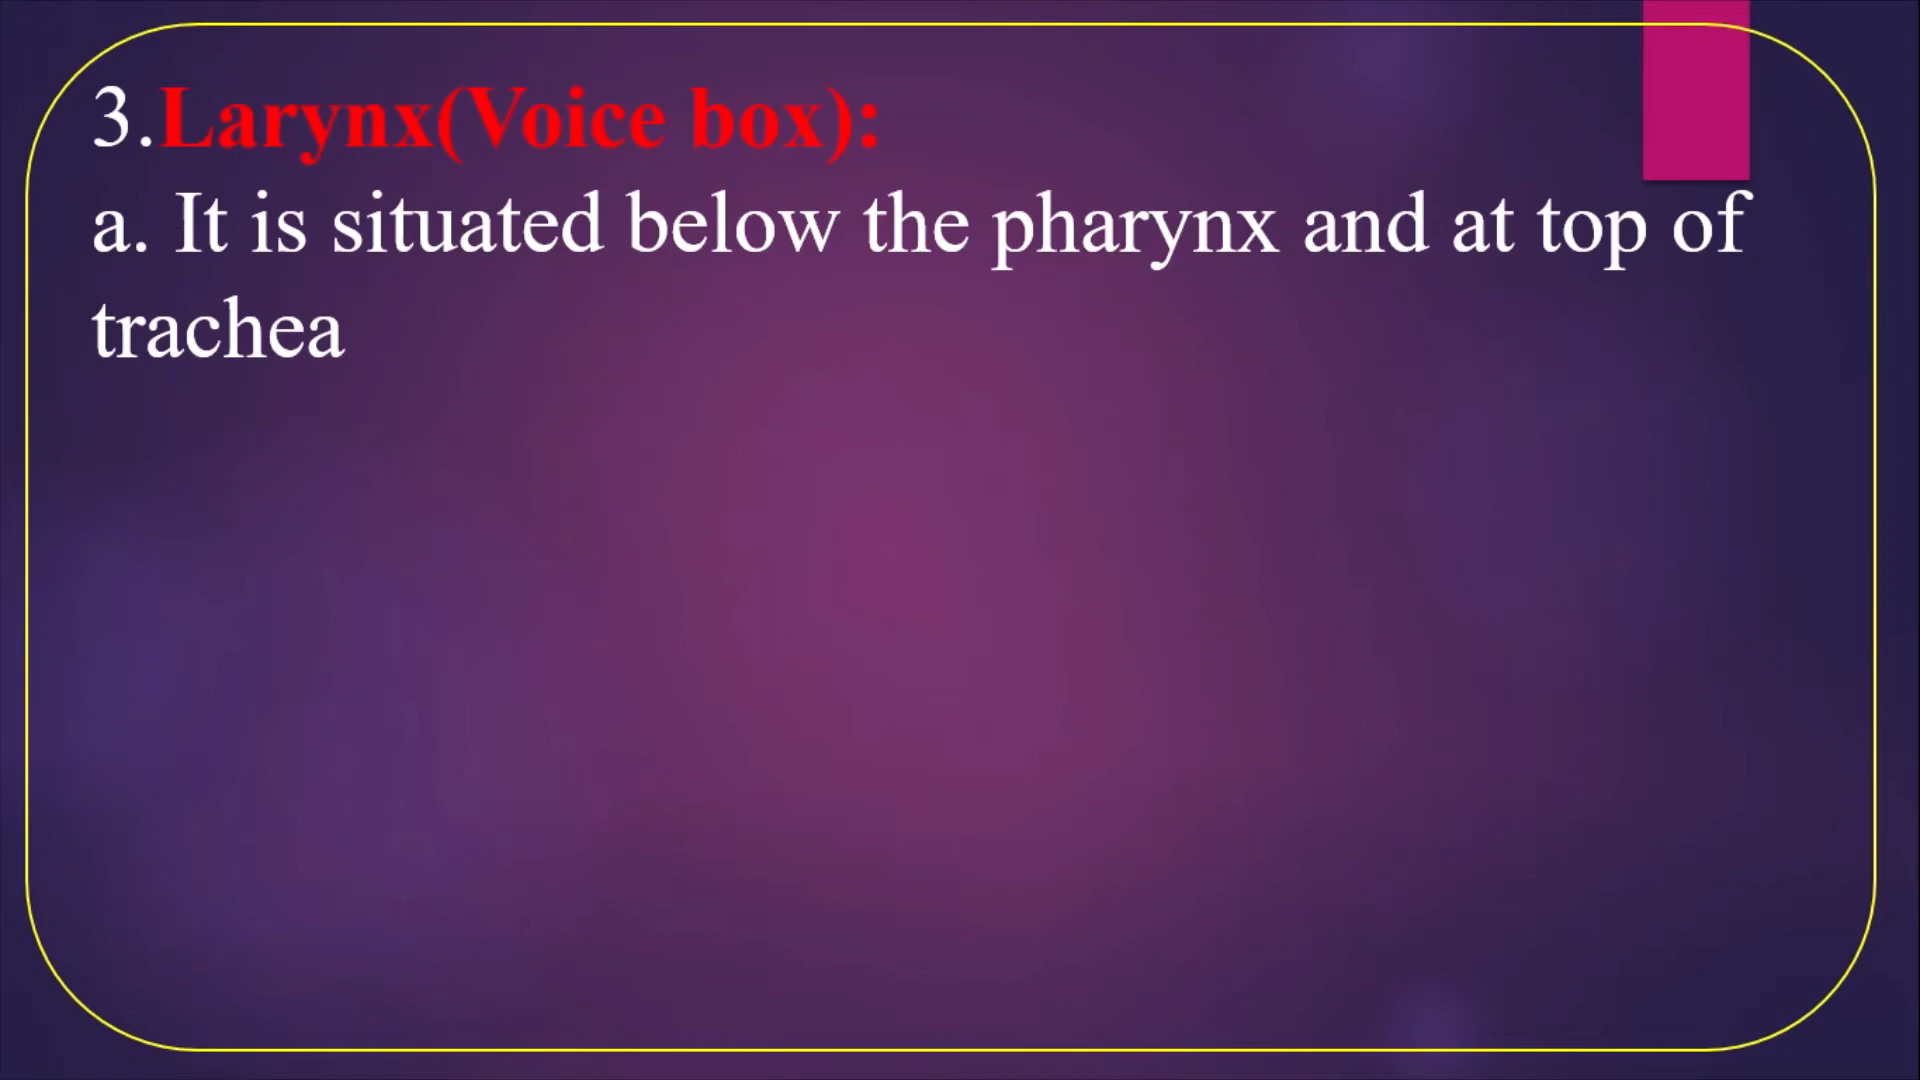 3.Larynx(Voice box):
a. It is situated below the pharynx and at top of
trachea